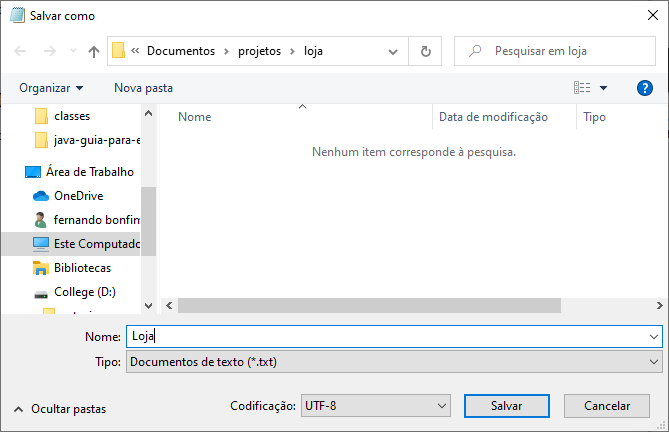 Salvar como
« Documentos > projetos > loja
Pesquisar em loja
Organizar
Nova pasta
?
classes
java-guia-para-e
Área de Trabalho
OneDrive
fernando bonfim
Este Computado
Bibliotecas
College (D:)
Nome
Data de modificação
Tipo
Nenhum item corresponde à pesquisa.
Nome: Loja
Tipo: Documentos de texto (*.txt)
Ocultar pastas
Codificação: UTF-8
Salvar
Cancelar